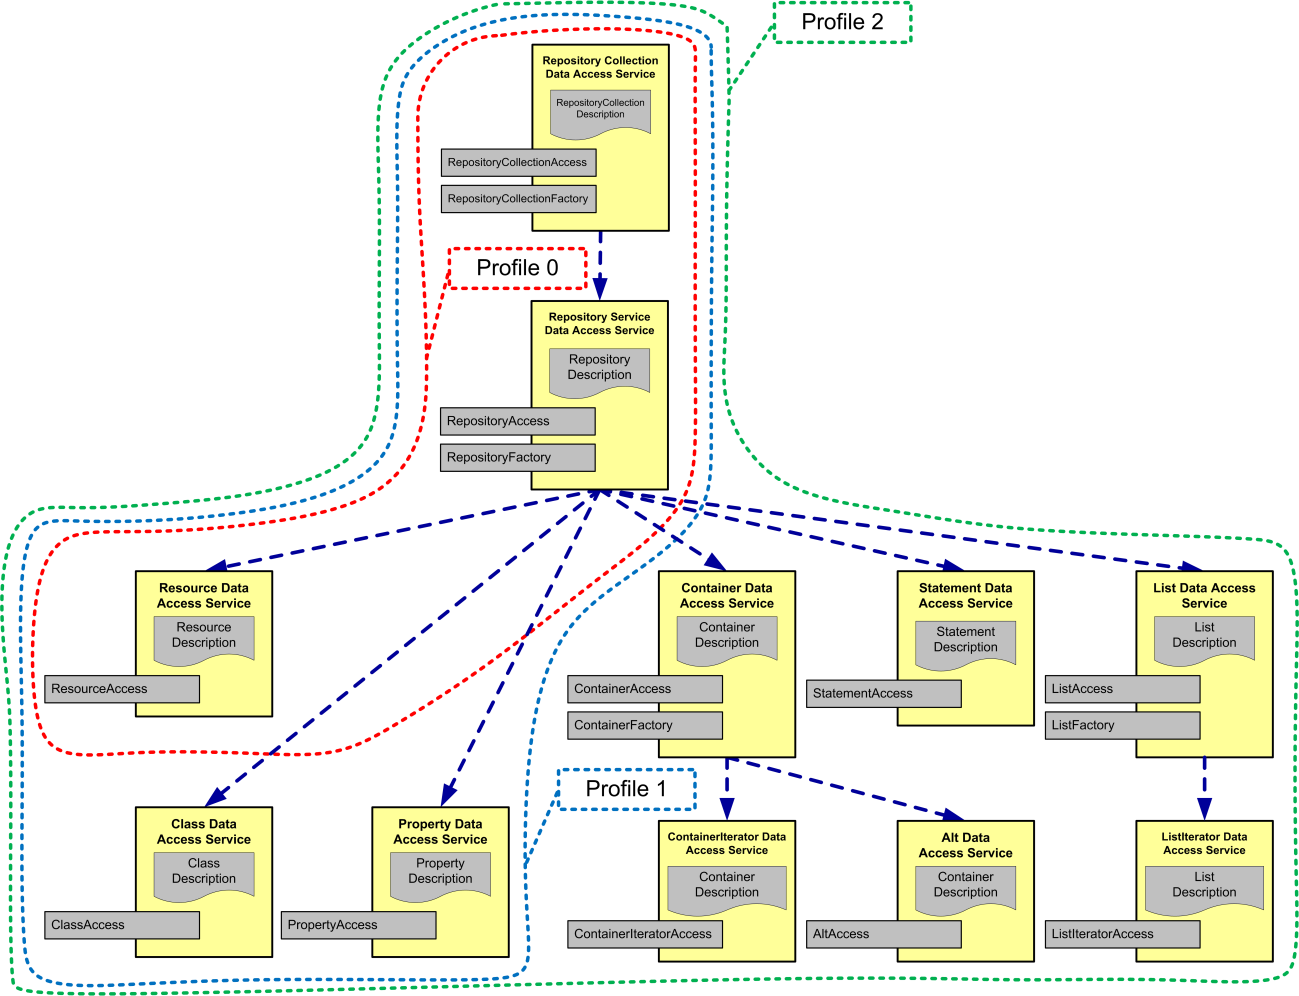 Profile 2
Repository Collection
Data Access Service
RepositoryCollection
Description
RepositoryCollectionAccess
RepositoryCollectionFactory
Profile 0
Repository Service
Data Access Service
Repository
Description
RepositoryAccess
RepositoryFactory
Resource Data
Access Service
Resource
Description
ResourceAccess
Container Data
Access Service
Container
Description
ContainerAccess
ContainerFactory
Statement Data
Access Service
Statement
Description
StatementAccess
List Data Access
Service
List
Description
ListAccess
ListFactory
Profile 1
Class Data
Access Service
Class
Description
ClassAccess
Property Data
Access Service
Property
Description
PropertyAccess
ContainerIterator Data
Access Service
Container
Description
ContainerIteratorAccess
Alt Data
Access Service
Container
Description
AltAccess
ListIterator Data
Access Service
List
Description
ListIteratorAccess